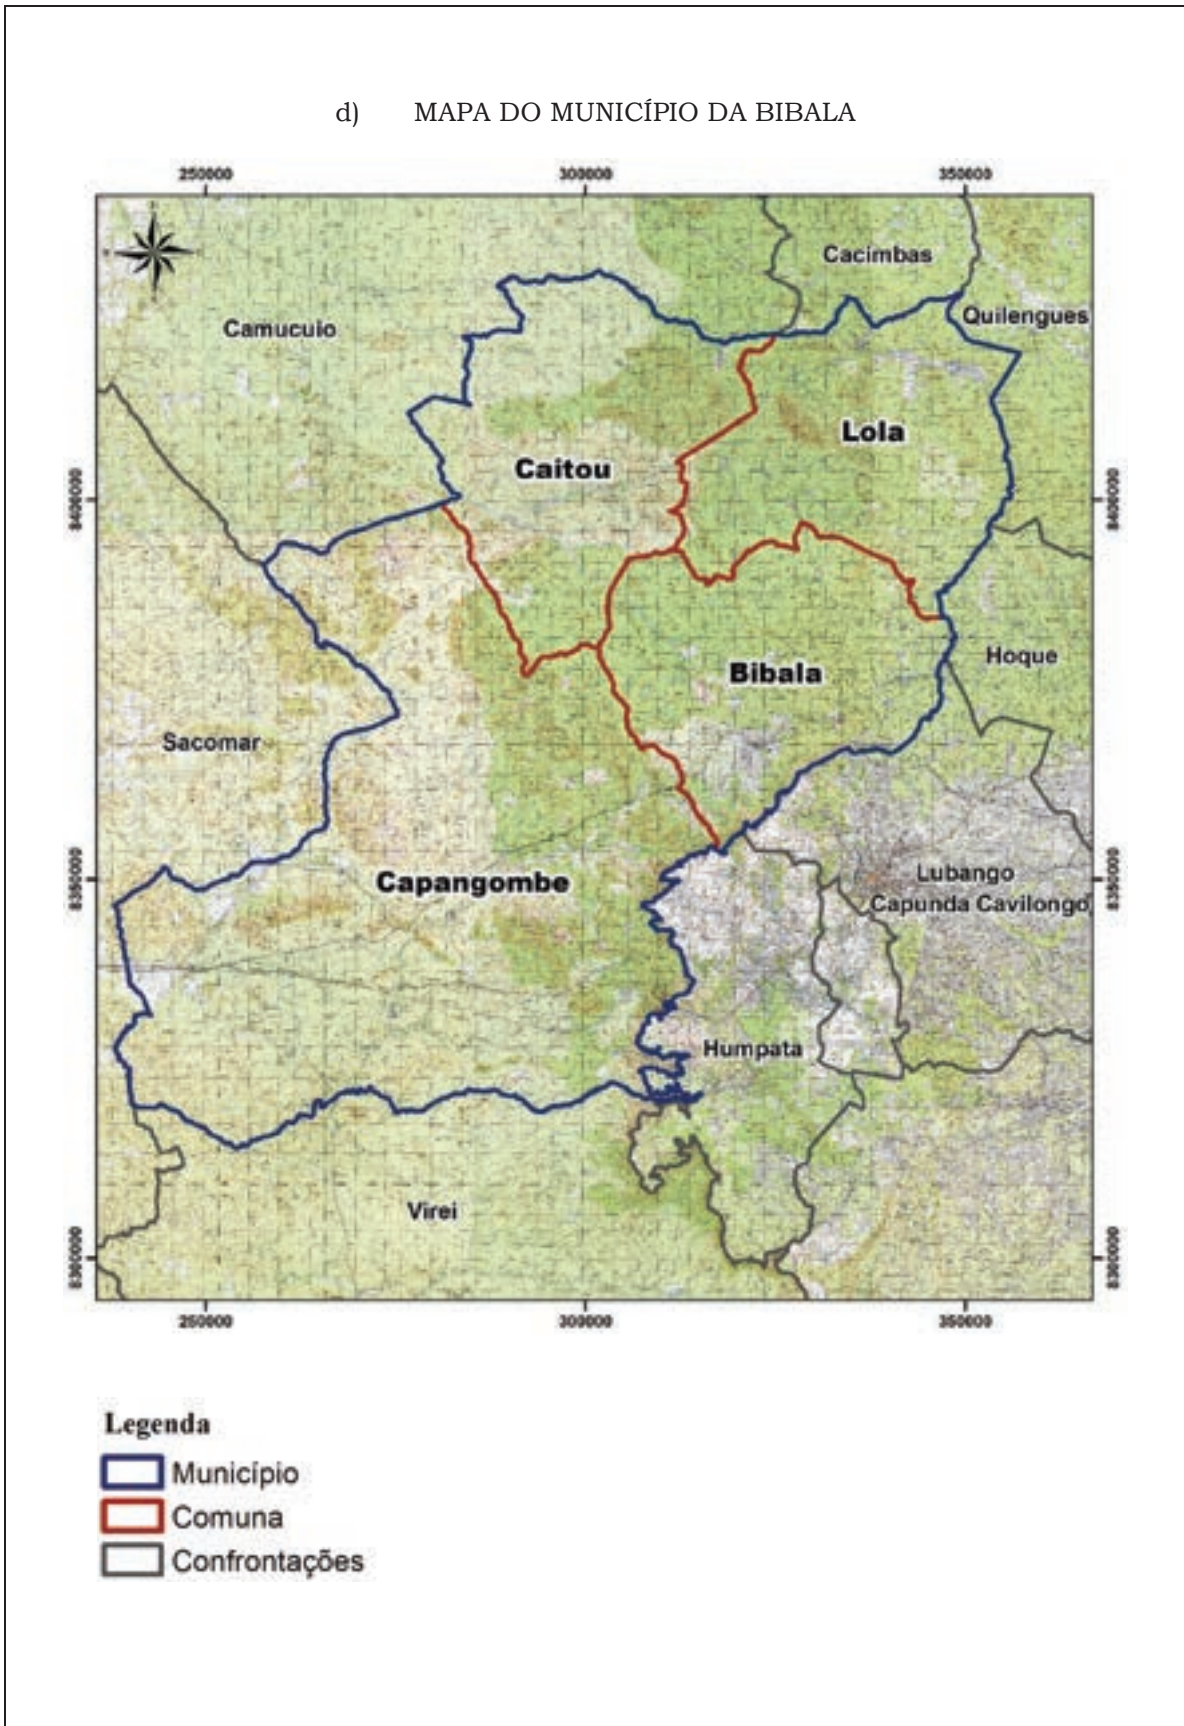 d) MAPA DO MUNICÍPIO DA BIBALA
250000 300000 350000
Cacimbas
Quilengues
Camucuio
Lola
Caitou
8400000 8400000
Hoque
Bibala
Sacomar
Lubango
Capangombe
8350000 8350000
Capunda Cavilongo
Humpata
Virei
8300000 8300000
250000 300000 350000
Legenda
Município
Comuna
Confrontações